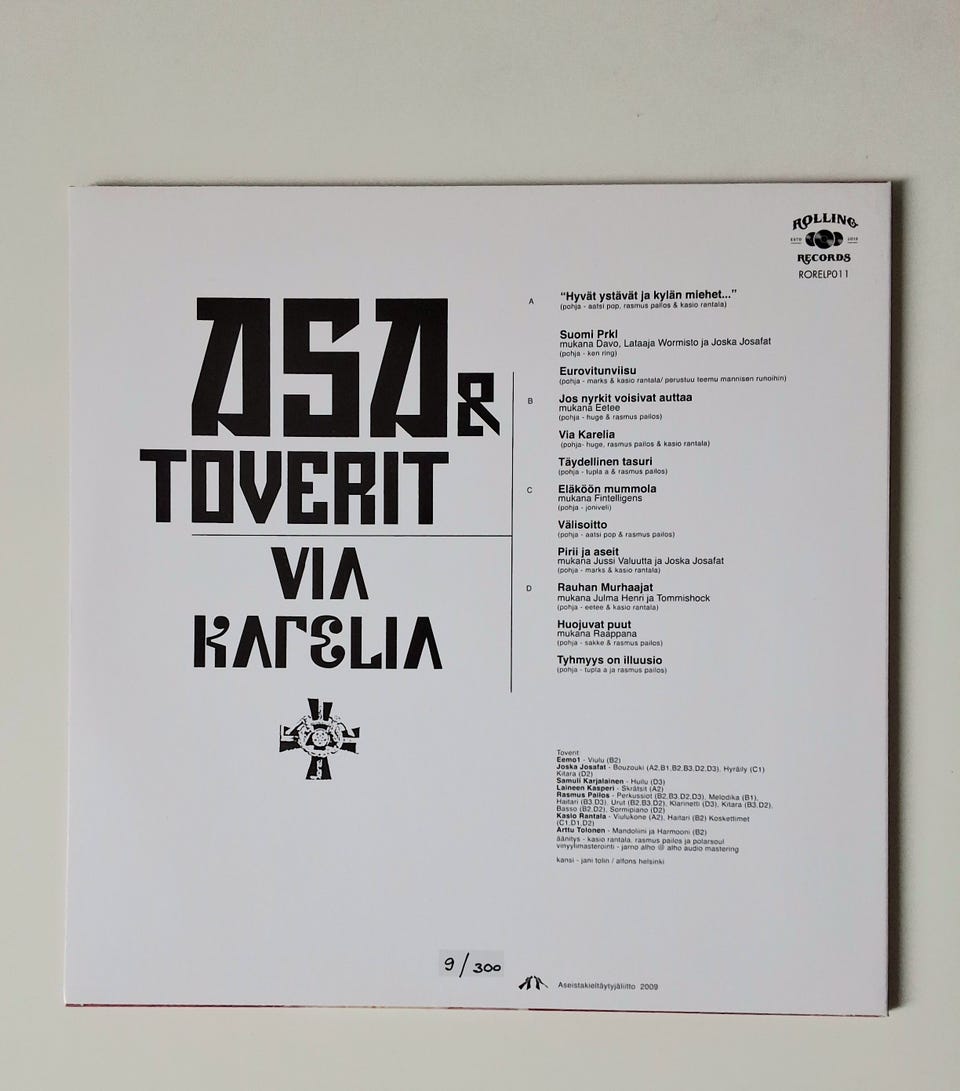 ROLLING
ESTD 2018
RECORDS
RORELP011
ASA &
TOVERIT
VIA
KARELIA
A "Hyvät ystävät ja kylän miehet..."
(pohja - aatsi pop, rasmus pailos & kasio rantala)
Suomi Prkl
mukana Davo, Lataaja Wormisto ja Joska Josafat
(pohja - ken ring)
Eurovitunviisu
(pohja - marks & kasio rantala/ perustuu teemu mannisen runoihin)
B Jos nyrkit voisivat auttaa
mukana Eetee
(pohja - huge & rasmus pailos)
Via Karelia
(pohja- huge, rasmus pailos & kasio rantala)
Täydellinen tasuri
(pohja - tupla a & rasmus pailos)
C Eläköön mummola
mukana Fintelligens
(pohja - joniveli)
Välisoitto
(pohja - aatsi pop & rasmus pailos)
Pirii ja aseit
mukana Jussi Valuutta ja Joska Josafat
(pohja - marks & kasio rantala)
D Rauhan Murhaajat
mukana Julma Henri ja Tommishock
(pohja - eetee & kasio rantala)
Huojuvat puut
mukana Raappana
(pohja - sakke & rasmus pailos)
Tyhmyys on illuusio
(pohja - tupla a ja rasmus pailos)
Toverit
Eemo1 - Viulu (B2)
Joska Josafat - Bouzouki (A2,B1,B2,B3,D2,D3), Hyräily (C1)
Kitara (D2)
Samuli Karjalainen - Huilu (D3)
Laineen Kasperi - Skrätsit (A2)
Rasmus Pailos - Perkussiot (B2,B3,D2,D3), Melodika (B1),
Haitari (B3,D3), Urut (B2,B3,D2), Klarinetti (D3), Kitara (B3,D2),
Basso (B2,D2), Sormipiano (D2)
Kasio Rantala - Viulukone (A2), Haitari (B2) Koskettimet
(C1,D1,D2)
Arttu Tolonen - Mandoliini ja Harmooni (B2)
äänitys - kasio rantala, rasmus pailos ja polarsoul
vinyylimasterointi - jarno alho @ alho audio mastering
kansi - jani tolin / alfons helsinki
9/300
Aseistakieltäytyjäliitto 2009